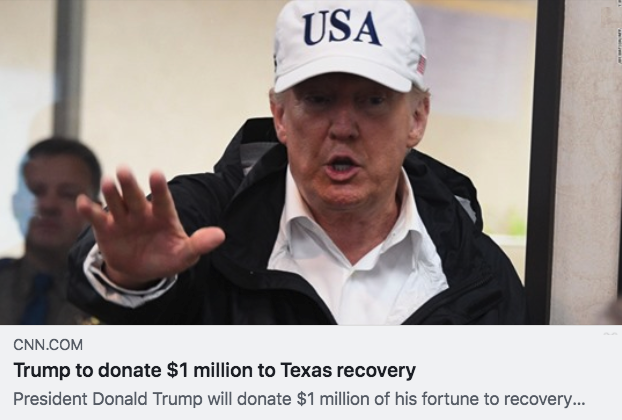 USA
CNN.COM
Trump to donate $1 million to Texas recovery
President Donald Trump will donate $1 million of his fortune to recovery...